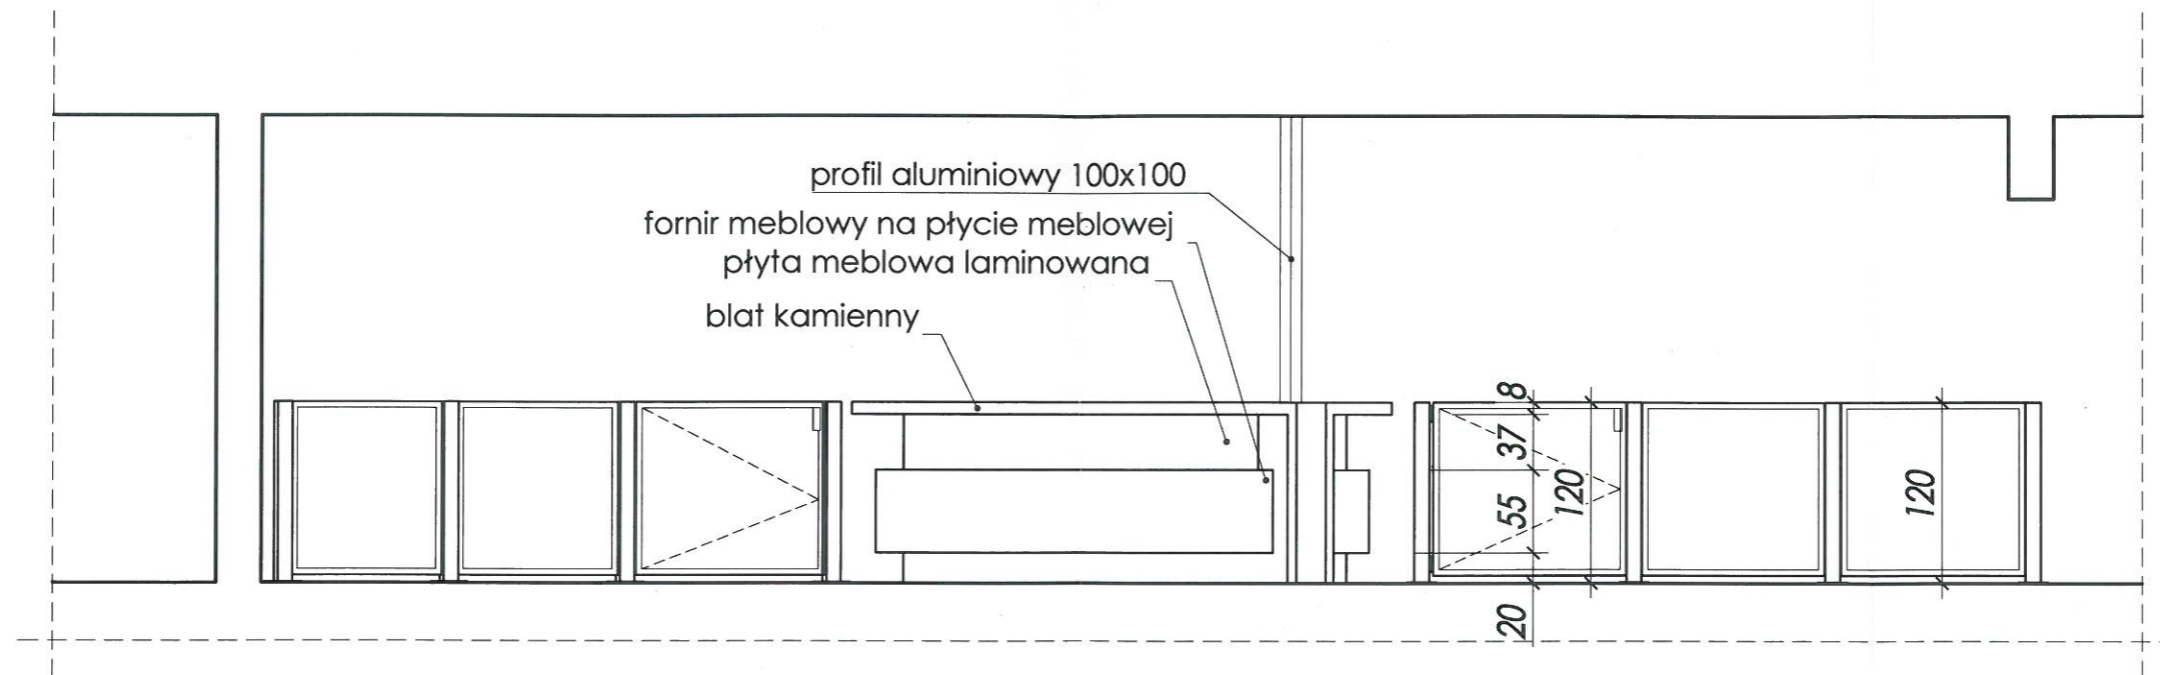 profil aluminiowy 100x100
fornir meblowy na płycie meblowej
płyta meblowa laminowana
blat kamienny
8
37
55
120
20
120